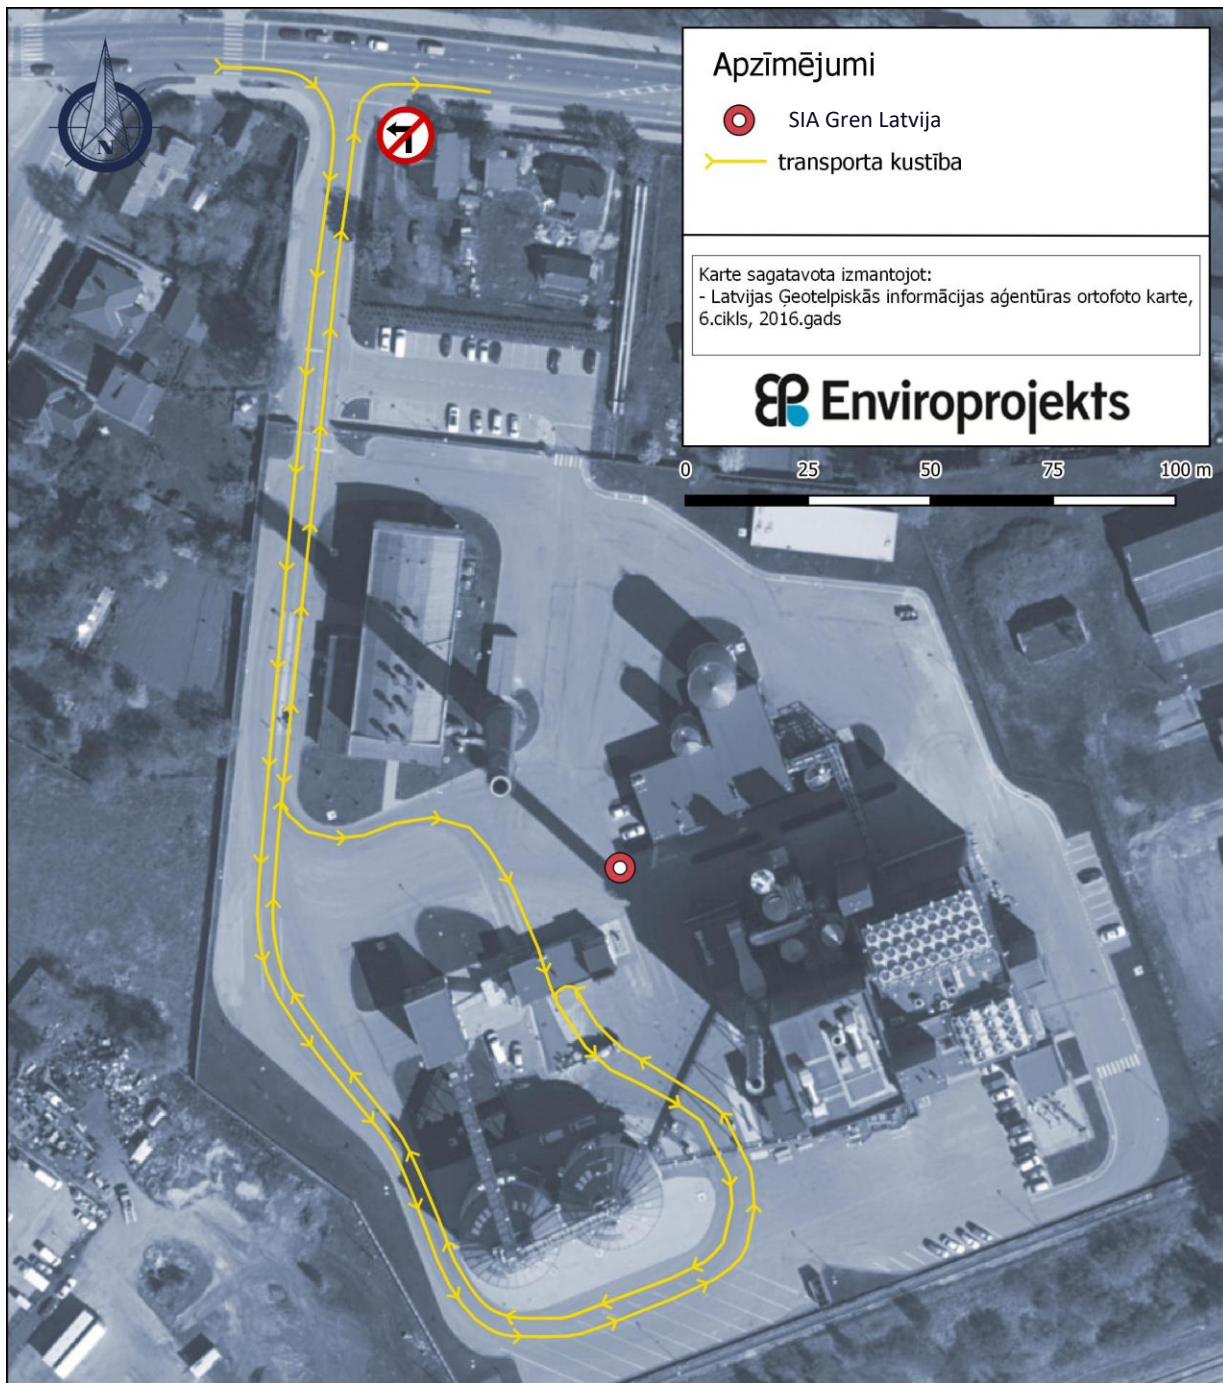 N
Apzīmējumi
SIA Gren Latvija
transporta kustība
Karte sagatavota izmantojot:
- Latvijas Ģeotelpiskās informācijas aģentūras ortofoto karte,
6.cikls, 2016.gads
Enviroprojekts
0 25 50 75 100 m